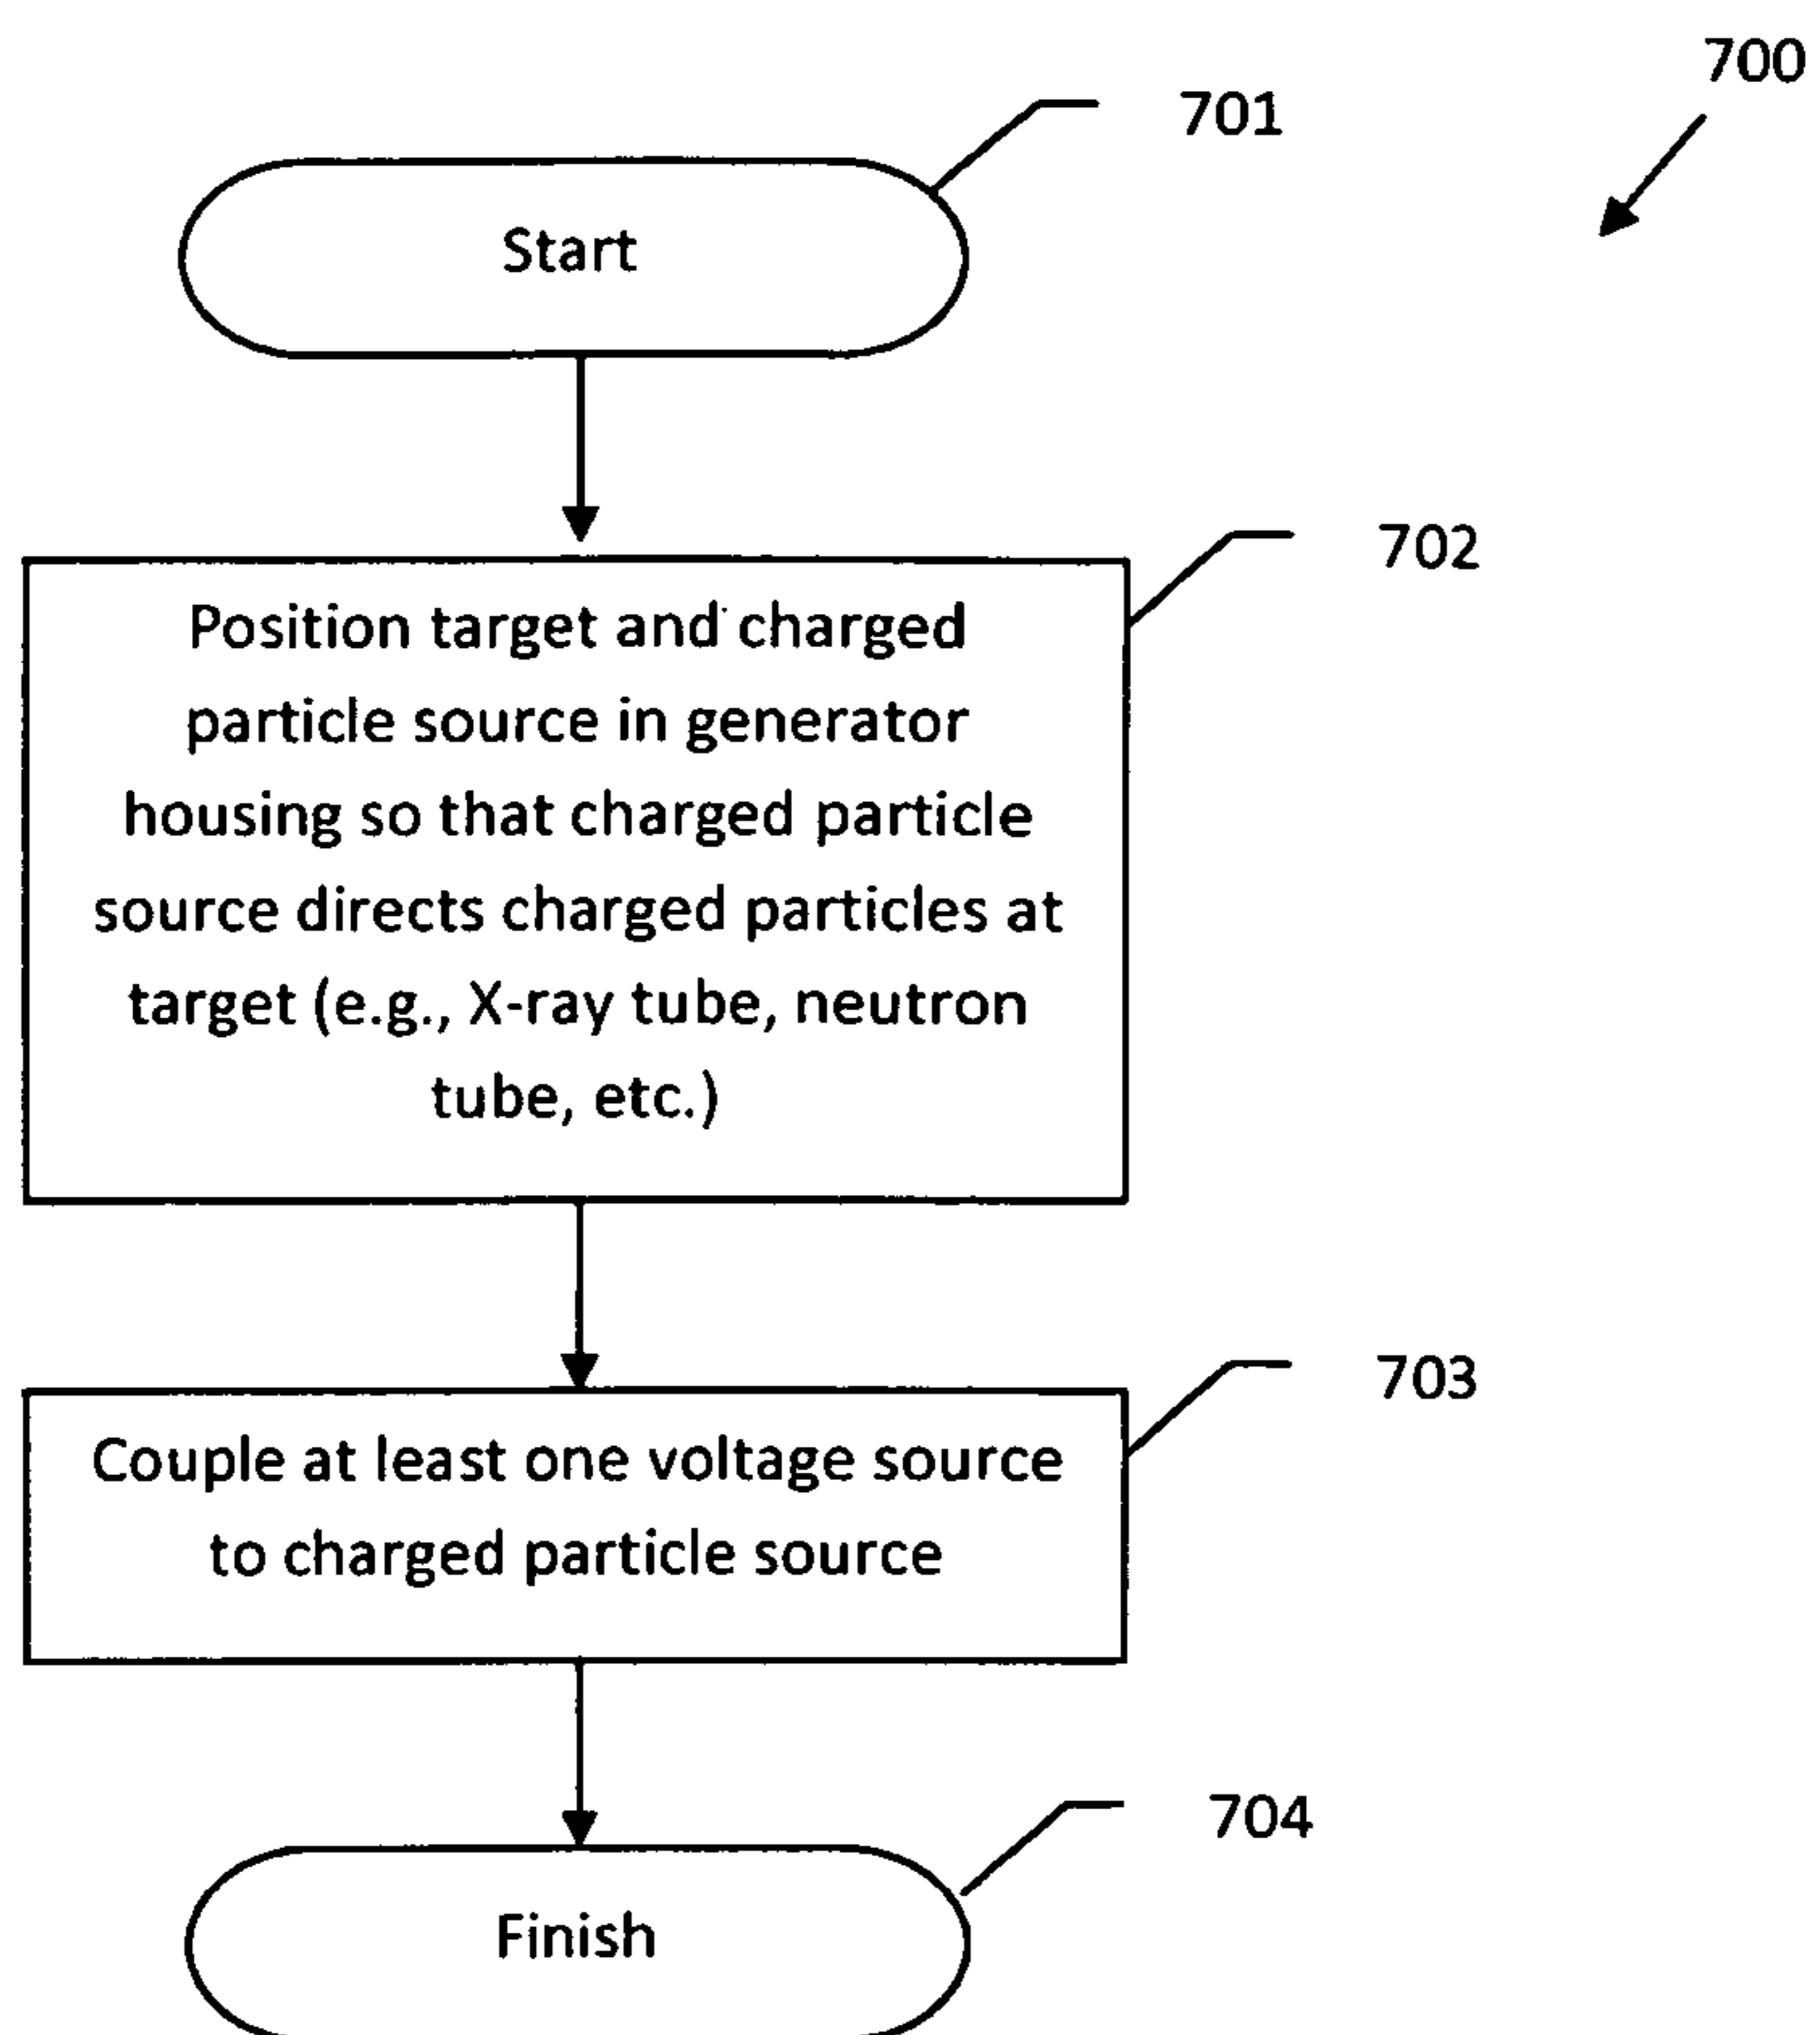 700
701
Start
702
Position target and charged
particle source in generator
housing so that charged particle
source directs charged particles at
target (e.g., X-ray tube, neutron
tube, etc.)
703
Couple at least one voltage source
to charged particle source
704
Finish